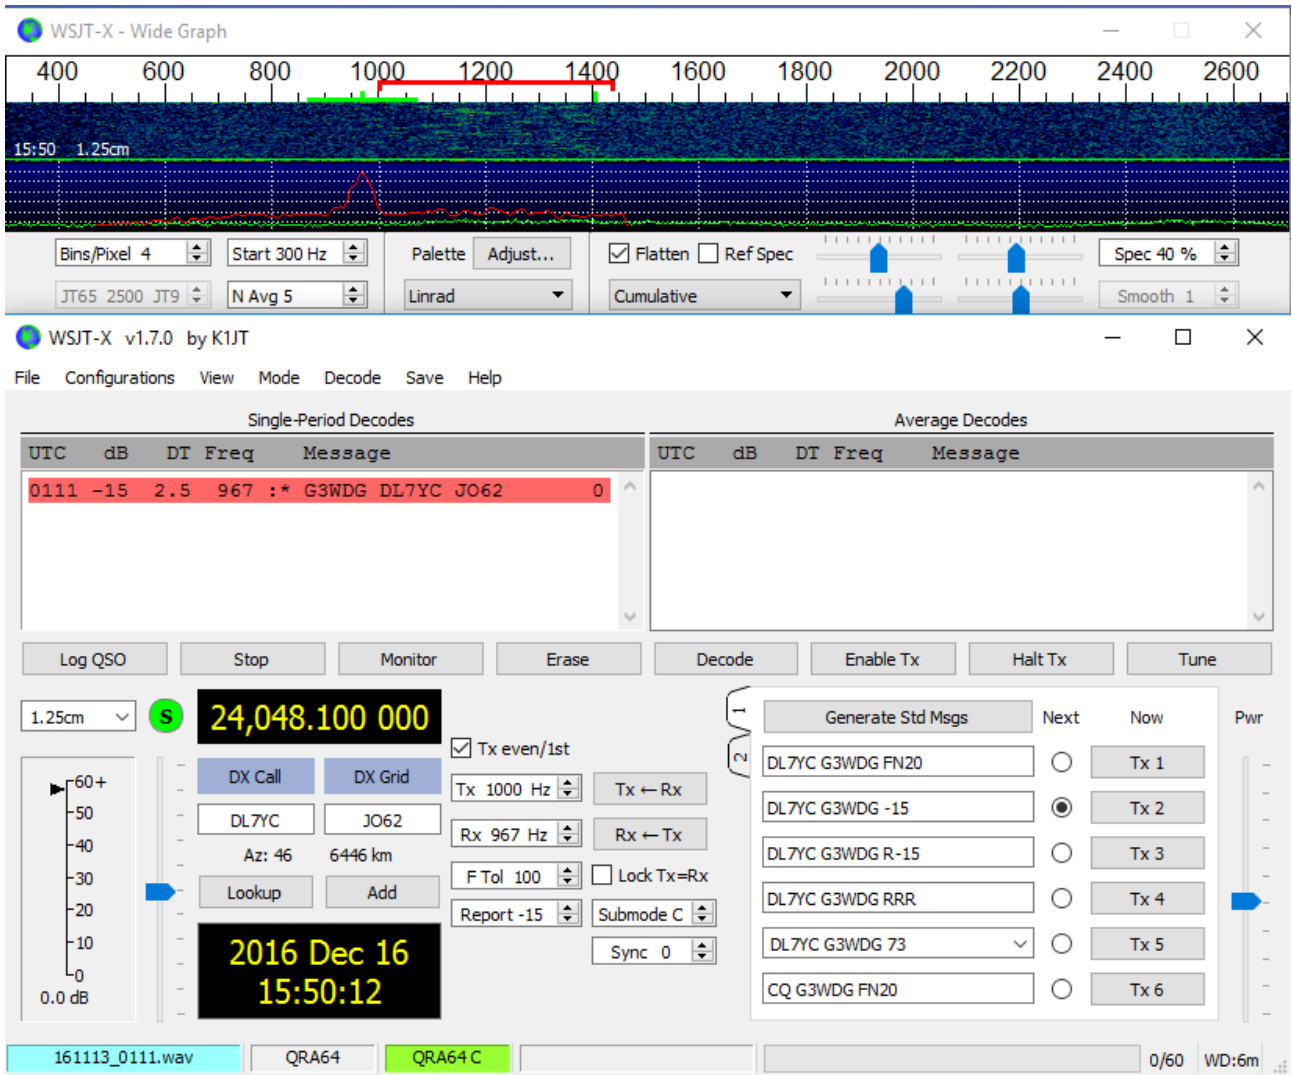 WSJT-X - Wide Graph
400 600 800 1000 1200 1400 1600 1800 2000 2200 2400 2600
15:50 1.25cm
Bins/Pixel 4 Start 300 Hz Palette Adjust... Flatten Ref Spec Spec 40 %
JT65 2500 JT9 N Avg 5 Linrad Cumulative Smooth 1
WSJT-X v1.7.0 by K1JT
File Configurations View Mode Decode Save Help
Single-Period Decodes Average Decodes
UTC dB DT Freq Message UTC dB DT Freq Message
0111 -15 2.5 967 :* G3WDG DL7YC JO62 0
Log QSO Stop Monitor Erase Decode Enable Tx Halt Tx Tune
1.25cm S 24,048.100 000 1 Generate Std Msgs Next Now Pwr
Tx even/1st 2
DX Call DX Grid DL7YC G3WDG FN20 Tx 1
60+ Tx 1000 Hz Tx ← Rx
50 DL7YC JO62 DL7YC G3WDG -15 Tx 2
40 Az: 46 6446 km Rx 967 Hz Rx ← Tx DL7YC G3WDG R-15 Tx 3
30 F Tol 100 Lock Tx=Rx
Lookup Add DL7YC G3WDG RRR Tx 4
20 Report -15 Submode C
10 2016 Dec 16 Sync 0 DL7YC G3WDG 73 Tx 5
0
0.0 dB 15:50:12 CQ G3WDG FN20 Tx 6
161113_0111.wav QRA64 QRA64 C 0/60 WD:6m